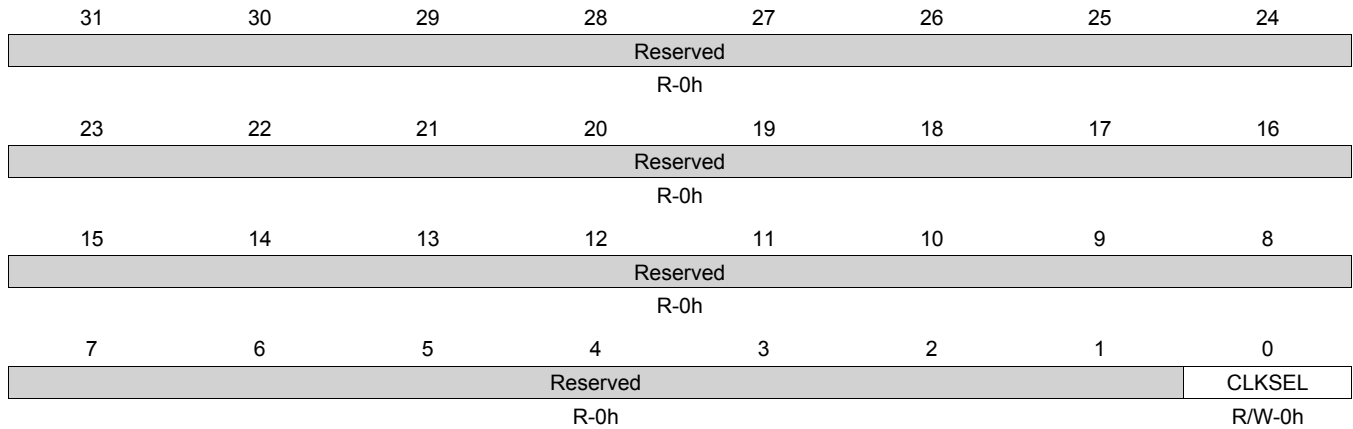 31 30 29 28 27 26 25 24
Reserved
R-0h
23 22 21 20 19 18 17 16
Reserved
R-0h
15 14 13 12 11 10 9 8
Reserved
R-0h
7 6 5 4 3 2 1 0
Reserved CLKSEL
R-0h R/W-0h